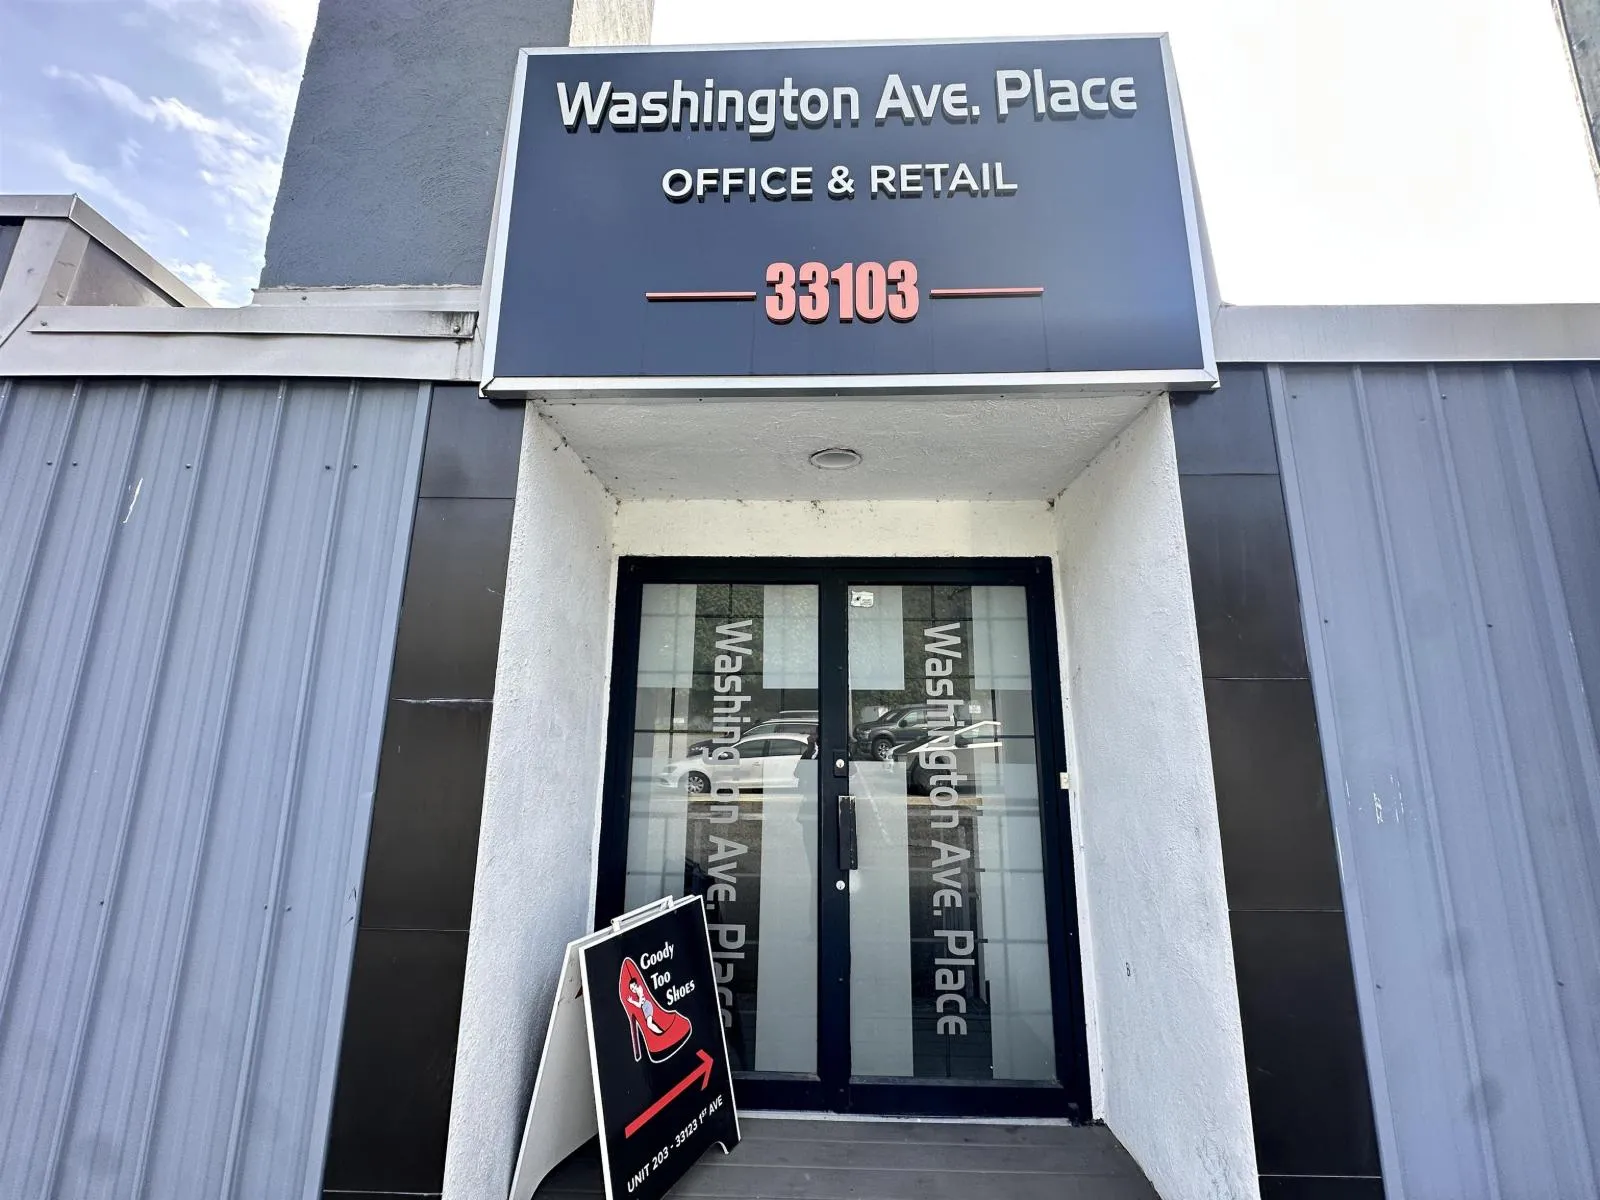 Washington Ave. Place
OFFICE & RETAIL
33103
Washington Ave. Place
Washington Ave. Place
Goody
Too
Shoes
UNIT 203 - 33123 1ST AVE